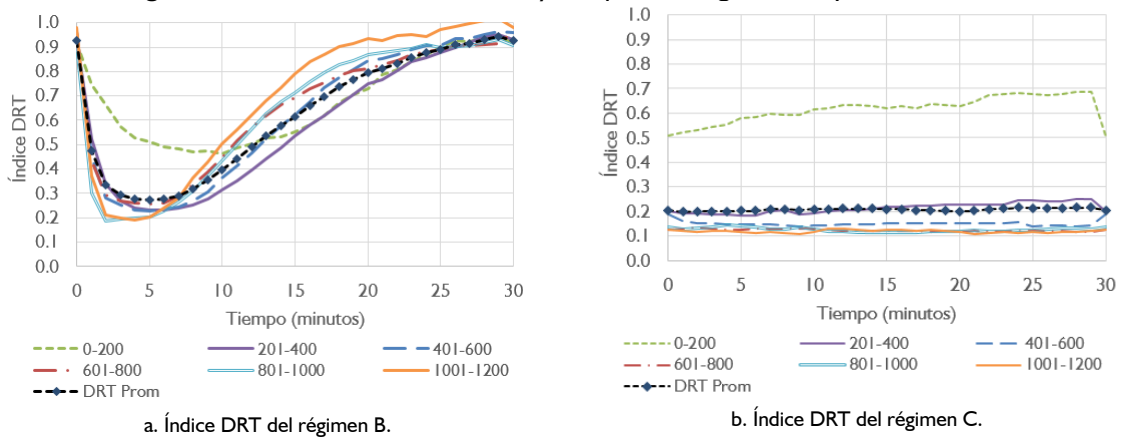 1.0
0.9
0.8
0.7
0.6
0.5
0.4
0.3
0.2
0.1
0.0
Índice DRT
0 5 10 15 20 25 30
Tiempo (minutos)
0-200 201-400 401-600
601-800 801-1000 1001-1200
DRT Prom
a. Índice DRT del régimen B.
1.0
0.9
0.8
0.7
0.6
0.5
0.4
0.3
0.2
0.1
0.0
Índice DRT
0 5 10 15 20 25 30
Tiempo (minutos)
0-200 201-400 401-600
601-800 801-1000 1001-1200
DRT Prom
b. Índice DRT del régimen C.